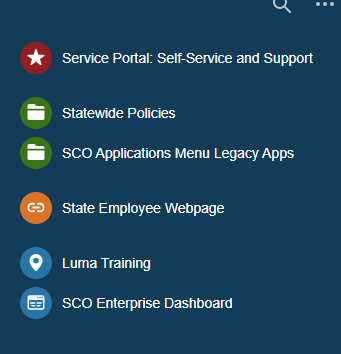 Service Portal: Self-Service and Support
Statewide Policies
SCO Applications Menu Legacy Apps
State Employee Webpage
Luma Training
SCO Enterprise Dashboard